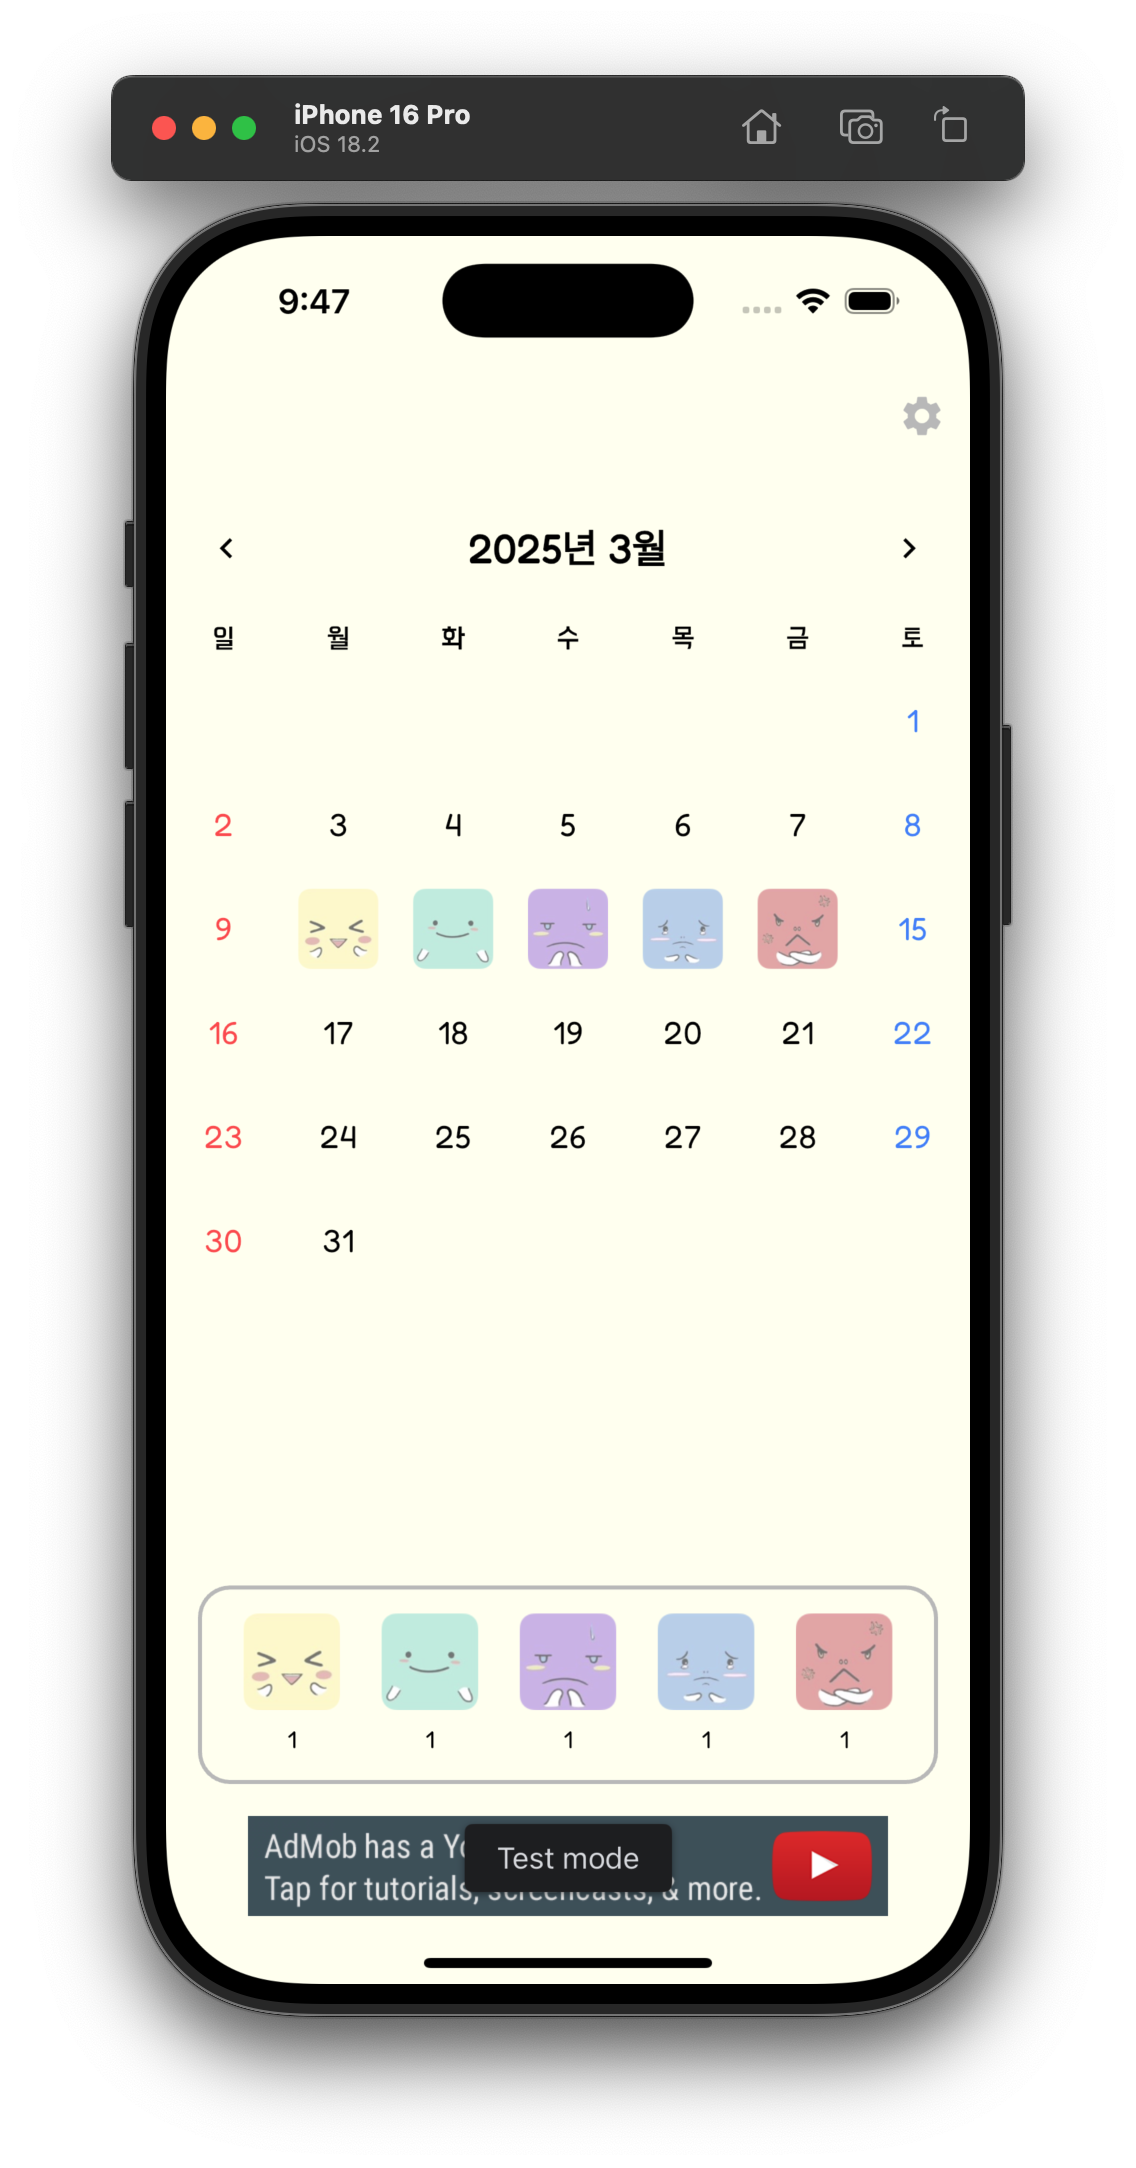 iPhone 16 Pro
iOS 18.2
9:47
2025년 3월
일 월 화 수 목 금 토
1
2 3 4 5 6 7 8
9 15
16 17 18 19 20 21 22
23 24 25 26 27 28 29
30 31
1 1 1 1 1
AdMob has a
Test mode
Tap for tutorials, screencasts, & more.